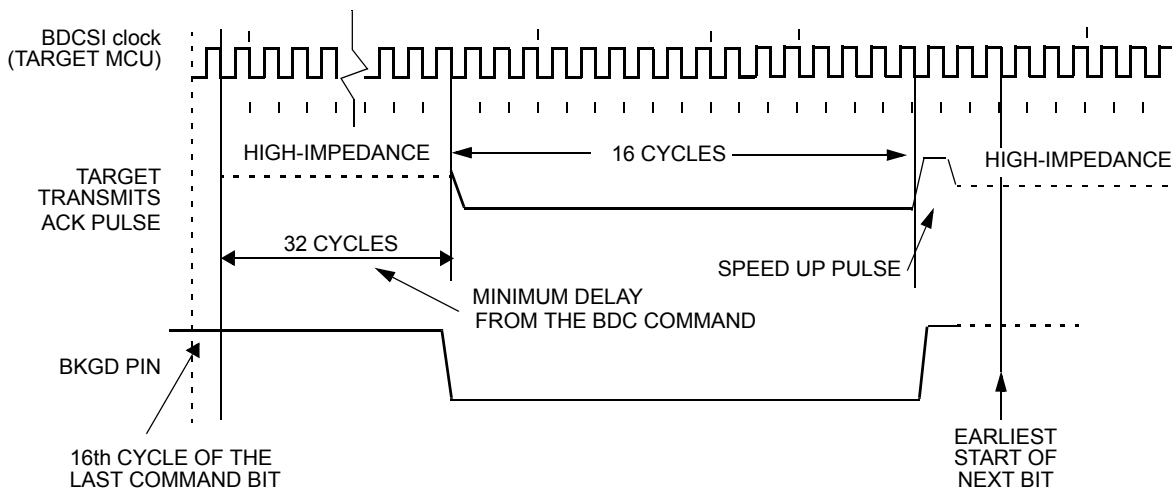 BDCSI clock
(TARGET MCU)
HIGH-IMPEDANCE
16 CYCLES
HIGH-IMPEDANCE
TARGET
TRANSMITS
ACK PULSE
32 CYCLES
SPEED UP PULSE
MINIMUM DELAY
FROM THE BDC COMMAND
BKGD PIN
16th CYCLE OF THE
LAST COMMAND BIT
EARLIEST
START OF
NEXT BIT